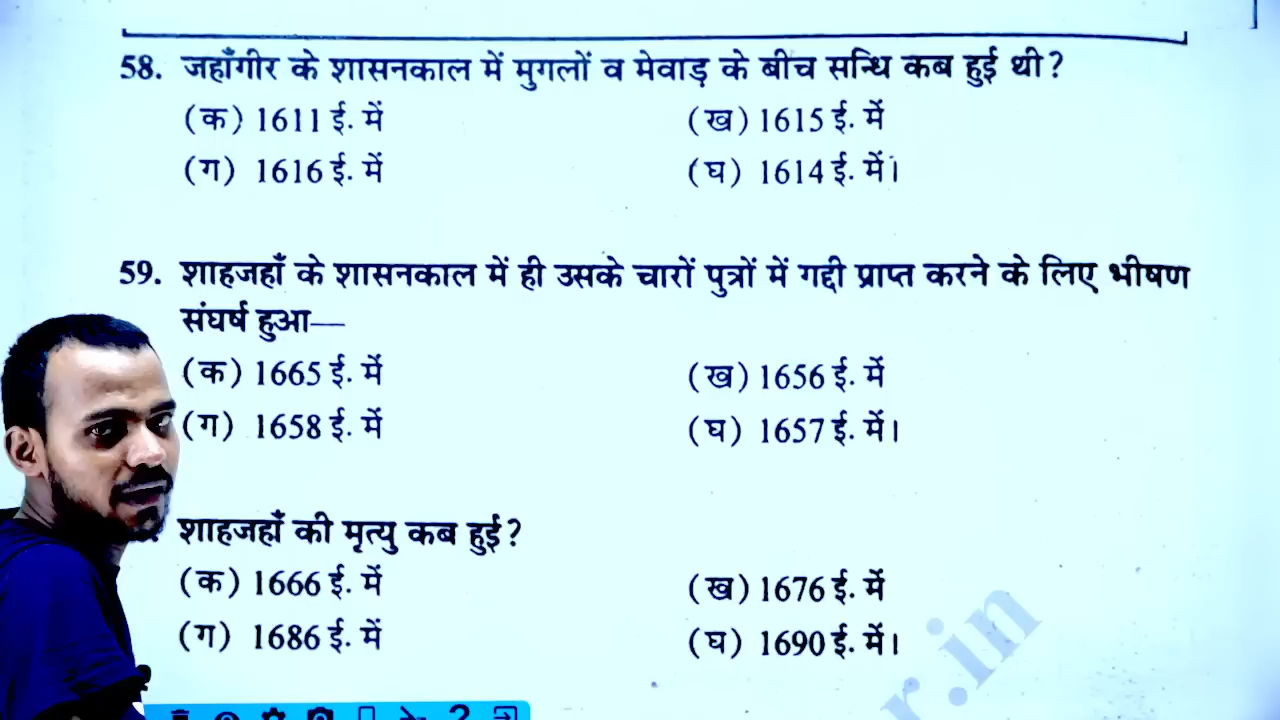 58. जहाँगीर के शासनकाल में मुगलों व मेवाड़ के बीच सन्धि कब हुई थी?
(क) 1611 ई. में (ख) 1615 ई. में
(ग) 1616 ई. में (घ) 1614 ई. में।
59. शाहजहाँ के शासनकाल में ही उसके चारों पुत्रों में गद्दी प्राप्त करने के लिए भीषण
संघर्ष हुआ—
(क) 1665 ई. में (ख) 1656 ई. में
(ग) 1658 ई. में (घ) 1657 ई. में।
शाहजहाँ की मृत्यु कब हुई?
(क) 1666 ई. में (ख) 1676 ई. में
(ग) 1686 ई. में (घ) 1690 ई. में।
r.in